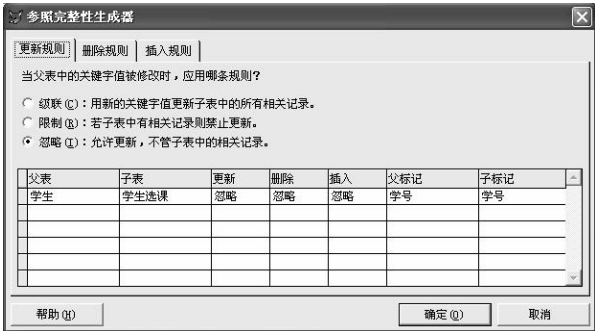 参照完整性生成器
更新规则 删除规则 插入规则
当父表中的关键字值被修改时，应用哪条规则？
级联(C)：用新的关键字值更新子表中的所有相关记录。
限制(R)：若子表中有相关记录则禁止更新。
忽略(I)：允许更新，不管子表中的相关记录。
父表 子表 更新 删除 插入 父标记 子标记
学生 学生选课 忽略 忽略 忽略 学号 学号
帮助(H) 确定(O) 取消